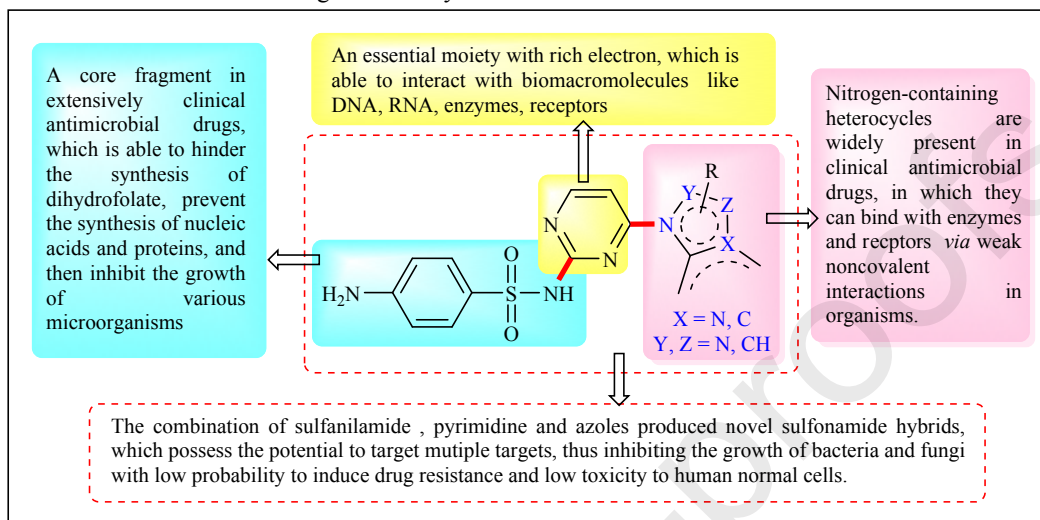 An essential moiety with rich electron, which is
able to interact with biomacromolecules like
DNA, RNA, enzymes, receptors
A core fragment in
extensively clinical
antimicrobial drugs,
which is able to hinder
the synthesis of
dihydrofolate, prevent
the synthesis of nucleic
acids and proteins, and
then inhibit the growth
of various
microorganisms
Nitrogen-containing
heterocycles are
widely present in
clinical antimicrobial
drugs, in which they
can bind with enzymes
and recptors via weak
noncovalent
interactions in
organisms.
R
Y
Z
N
N
X
N
H2N
S
NH
O
O
X = N, C
Y, Z = N, CH
The combination of sulfanilamide , pyrimidine and azoles produced novel sulfonamide hybrids,
which possess the potential to target mutiple targets, thus inhibiting the growth of bacteria and fungi
with low probability to induce drug resistance and low toxicity to human normal cells.
proofs